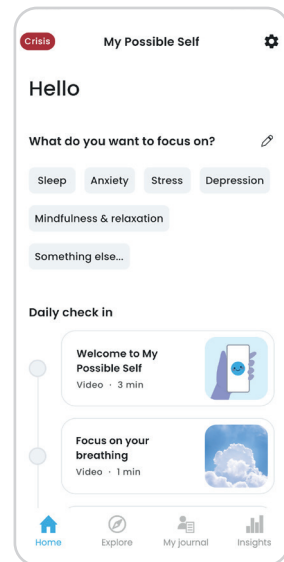 Crisis
My Possible Self
Hello
What do you want to focus on?
Sleep
Anxiety
Stress
Depression
Mindfulness & relaxation
Something else...
Daily check in
Welcome to My
Possible Self
Video · 3 min
Focus on your
breathing
Video · 1 min
Home
Explore
My journal
Insights